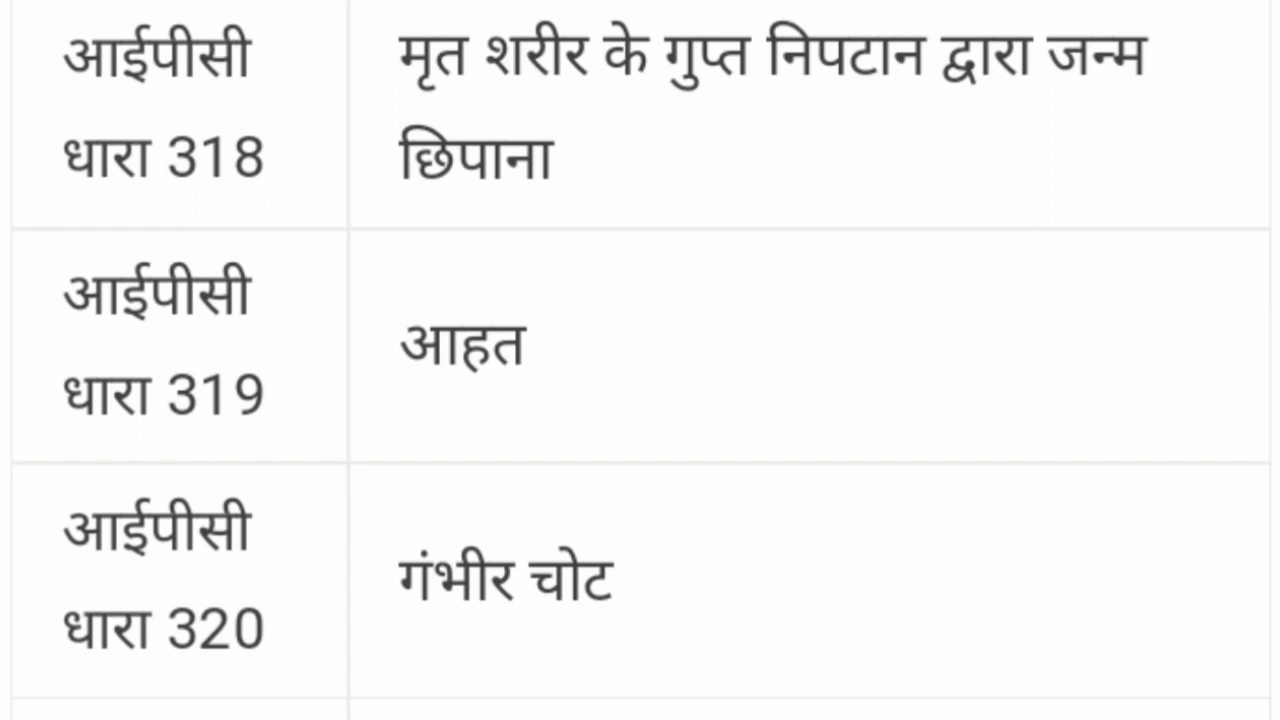 आईपीसी
धारा 318
मृत शरीर के गुप्त निपटान द्वारा जन्म
छिपाना
आईपीसी
धारा 319
आहत
आईपीसी
धारा 320
गंभीर चोट